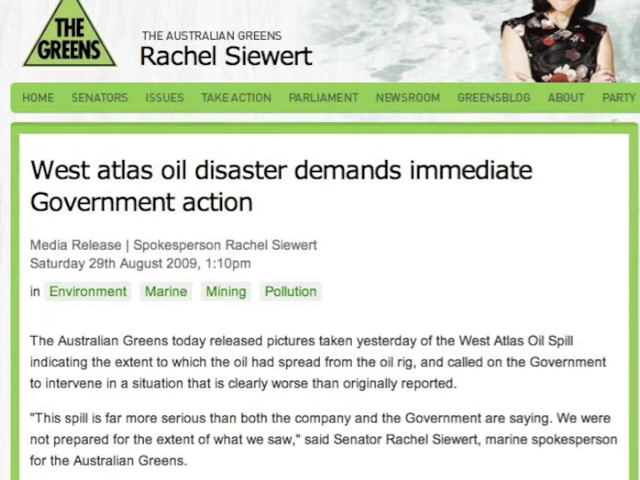 THE
GREENS
THE AUSTRALIAN GREENS
Rachel Siewert
HOME SENATORS ISSUES TAKE ACTION PARLIAMENT NEWSROOM GREENSBLOG ABOUT PARTY
West atlas oil disaster demands immediate
Government action
Media Release | Spokesperson Rachel Siewert
Saturday 29th August 2009, 1:10pm
in Environment Marine Mining Pollution
The Australian Greens today released pictures taken yesterday of the West Atlas Oil Spill
indicating the extent to which the oil had spread from the oil rig, and called on the Government
to intervene in a situation that is clearly worse than originally reported.
"This spill is far more serious than both the company and the Government are saying. We were
not prepared for the extent of what we saw," said Senator Rachel Siewert, marine spokesperson
for the Australian Greens.